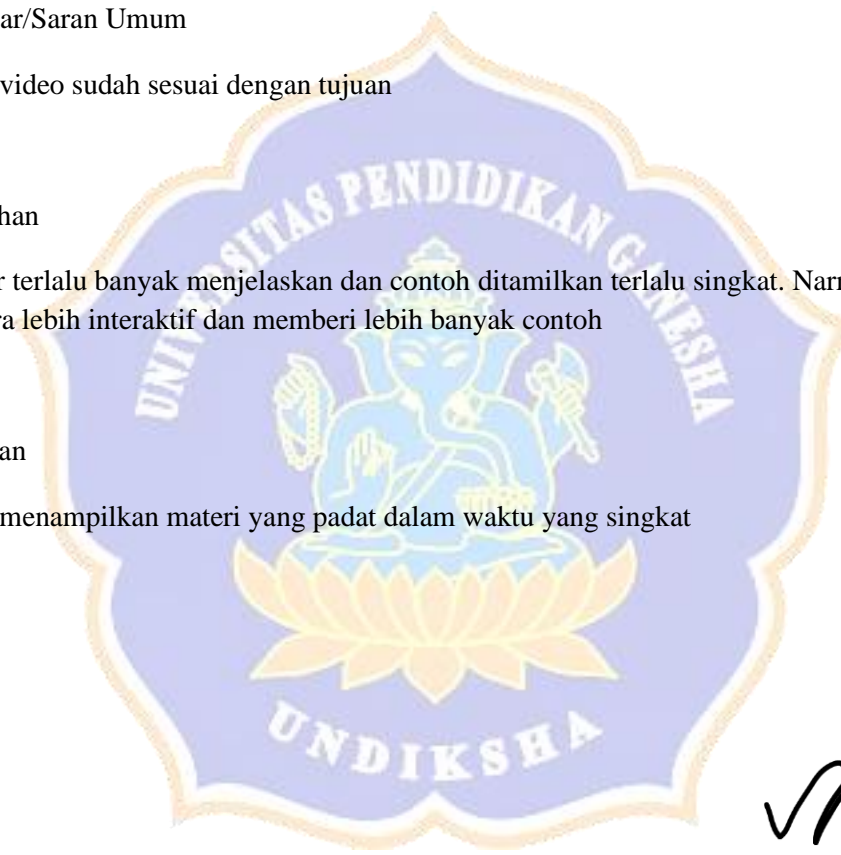 ar/Saran Umum
video sudah sesuai dengan tujuan
han
r terlalu banyak menjelaskan dan contoh ditamilkan terlalu singkat. Narr
ra lebih interaktif dan memberi lebih banyak contoh
an
menampilkan materi yang padat dalam waktu yang singkat
UNIVERSITAS PENDIDIKAN GANESHA
UNDIKSHA